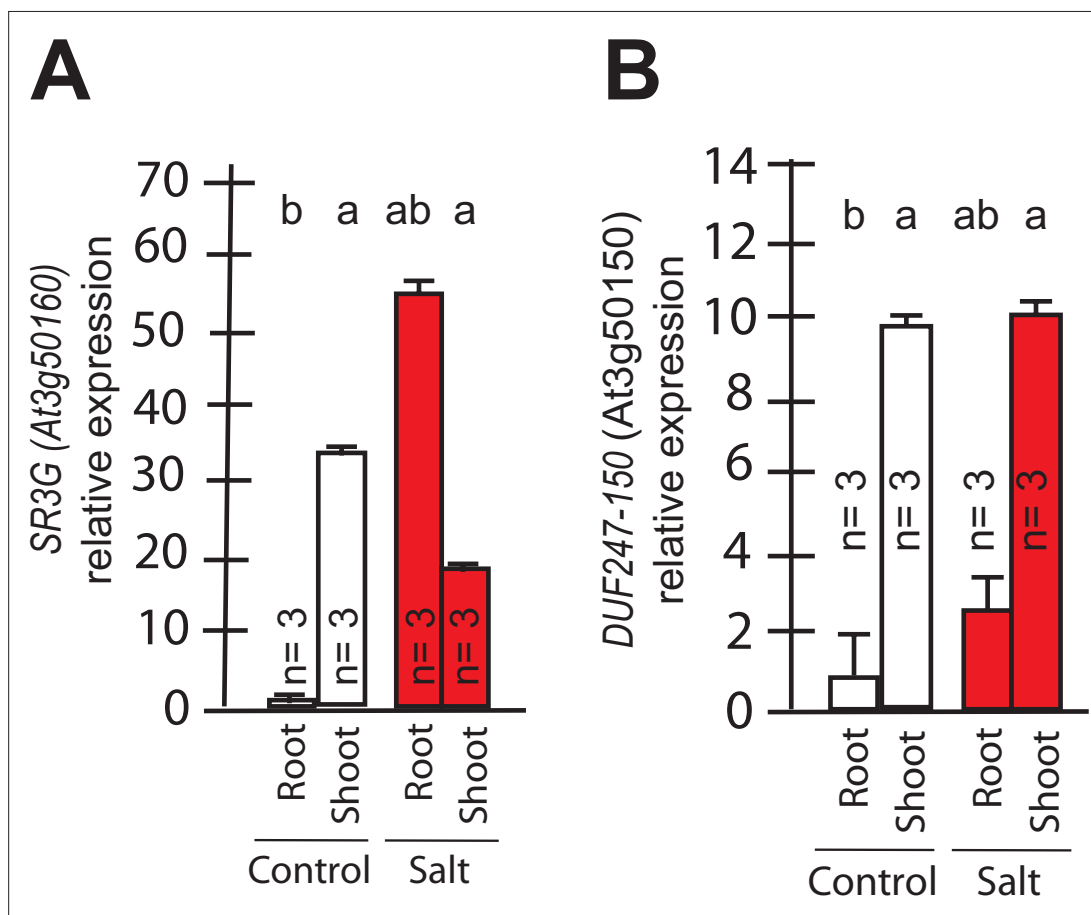 A
SR3G (At3g50160)
relative expression
70
60
50
40
30
20
10
0
b a ab a
n= 3
n= 3
n= 3
n= 3
Root
Shoot
Root
Shoot
Control Salt
B
DUF247-150 (At3g50150)
relative expression
14
12
10
8
6
4
2
0
b a ab a
n= 3
n= 3
n= 3
n= 3
Root
Shoot
Root
Shoot
Control Salt